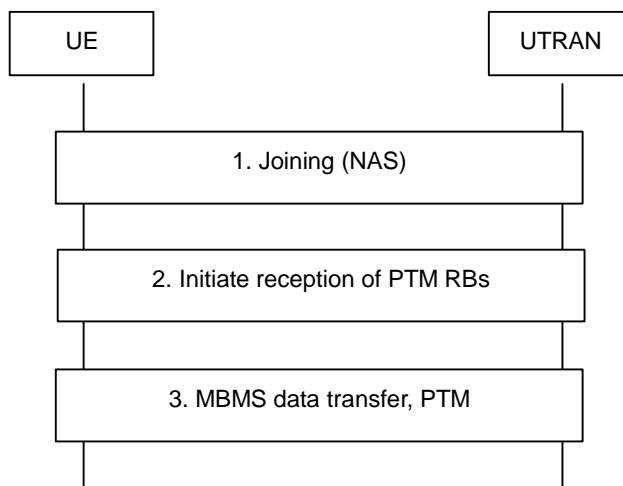 UE
UTRAN
1. Joining (NAS)
2. Initiate reception of PTM RBs
3. MBMS data transfer, PTM